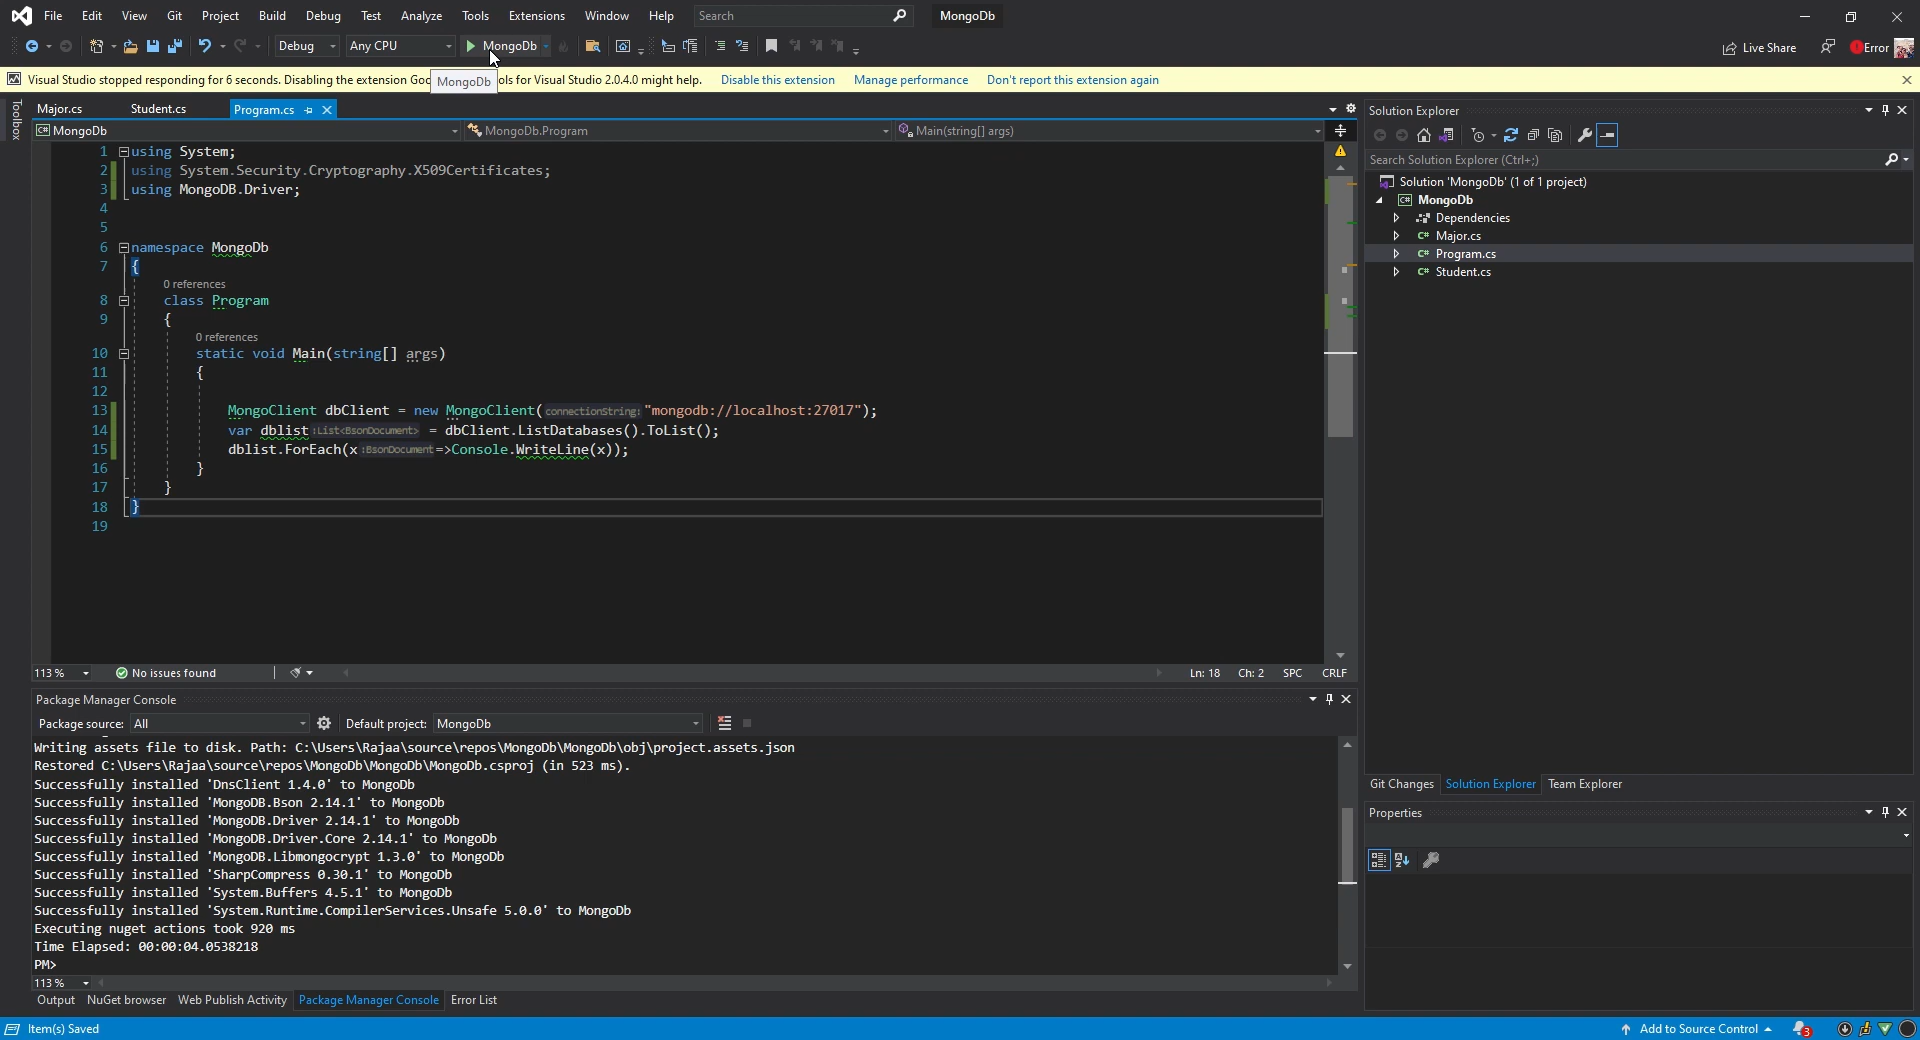 File Edit View Git Project Build Debug Test Analyze Tools Extensions Window Help Search MongoDb
Debug Any CPU MongoDb Live Share Error
Visual Studio stopped responding for 6 seconds. Disabling the extension ols for Visual Studio 2.0.4.0 might help. Disable this extension Manage performance Don't report this extension again
MongoDb
Toolbox
Major.cs Student.cs Program.cs
MongoDb MongoDb.Program Main(string[] args)
1 using System;
2 using System.Security.Cryptography.X509Certificates;
3 using MongoDB.Driver;
4
5
6 namespace MongoDb
7 {
0 references
8 class Program
9 {
0 references
10 static void Main(string[] args)
11 {
12
13 MongoClient dbClient = new MongoClient( connectionString: "mongodb://localhost:27017");
14 var dblist :List<BsonDocument> = dbClient.ListDatabases().ToList();
15 dblist.ForEach(x :BsonDocument =>Console.WriteLine(x));
16 }
17 }
18 }
19
113 % No issues found Ln: 18 Ch: 2 SPC CRLF
Package Manager Console
Package source: All Default project: MongoDb
Writing assets file to disk. Path: C:\Users\Rajaa\source\repos\MongoDb\MongoDb\obj\project.assets.json
Restored C:\Users\Rajaa\source\repos\MongoDb\MongoDb\MongoDb.csproj (in 523 ms).
Successfully installed 'DnsClient 1.4.0' to MongoDb
Successfully installed 'MongoDB.Bson 2.14.1' to MongoDb
Successfully installed 'MongoDB.Driver 2.14.1' to MongoDb
Successfully installed 'MongoDB.Driver.Core 2.14.1' to MongoDb
Successfully installed 'MongoDB.Libmongocrypt 1.3.0' to MongoDb
Successfully installed 'SharpCompress 0.30.1' to MongoDb
Successfully installed 'System.Buffers 4.5.1' to MongoDb
Successfully installed 'System.Runtime.CompilerServices.Unsafe 5.0.0' to MongoDb
Executing nuget actions took 920 ms
Time Elapsed: 00:00:04.0538218
PM>
113 %
Output NuGet browser Web Publish Activity Package Manager Console Error List
Solution Explorer
Search Solution Explorer (Ctrl+;)
Solution 'MongoDb' (1 of 1 project)
C# MongoDb
Dependencies
C# Major.cs
C# Program.cs
C# Student.cs
Git Changes Solution Explorer Team Explorer
Properties
Item(s) Saved Add to Source Control 3